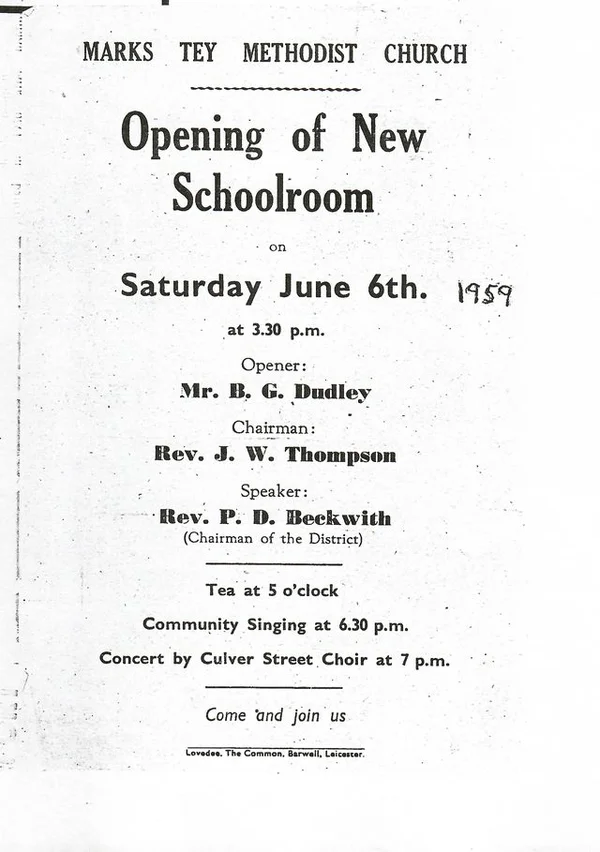 MARKS TEY METHODIST CHURCH
Opening of New
Schoolroom
on
Saturday June 6th. 1959
at 3.30 p.m.
Opener:
Mr. B. G. Dudley
Chairman:
Rev. J. W. Thompson
Speaker:
Rev. P. D. Beckwith
(Chairman of the District)
Tea at 5 o'clock
Community Singing at 6.30 p.m.
Concert by Culver Street Choir at 7 p.m.
Come and join us
Lovedee, The Common, Barwell, Leicester.